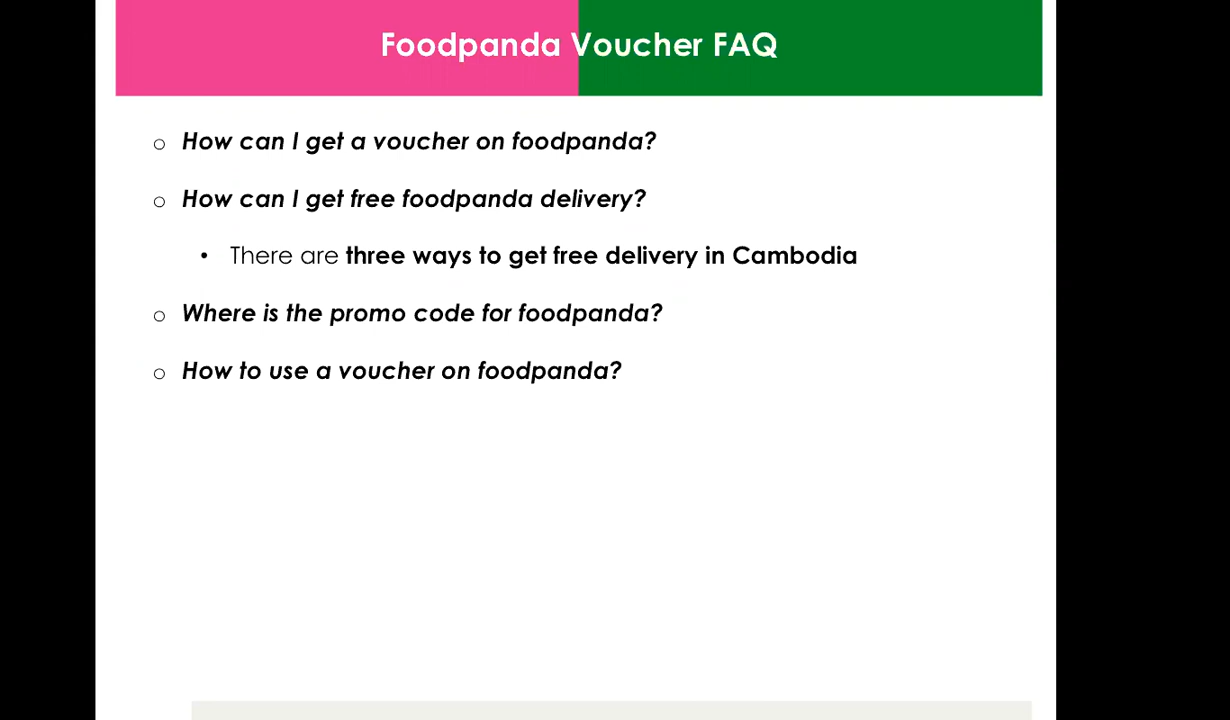 Foodpanda Voucher FAQ
o How can I get a voucher on foodpanda?
o How can I get free foodpanda delivery?
• There are three ways to get free delivery in Cambodia
o Where is the promo code for foodpanda?
o How to use a voucher on foodpanda?